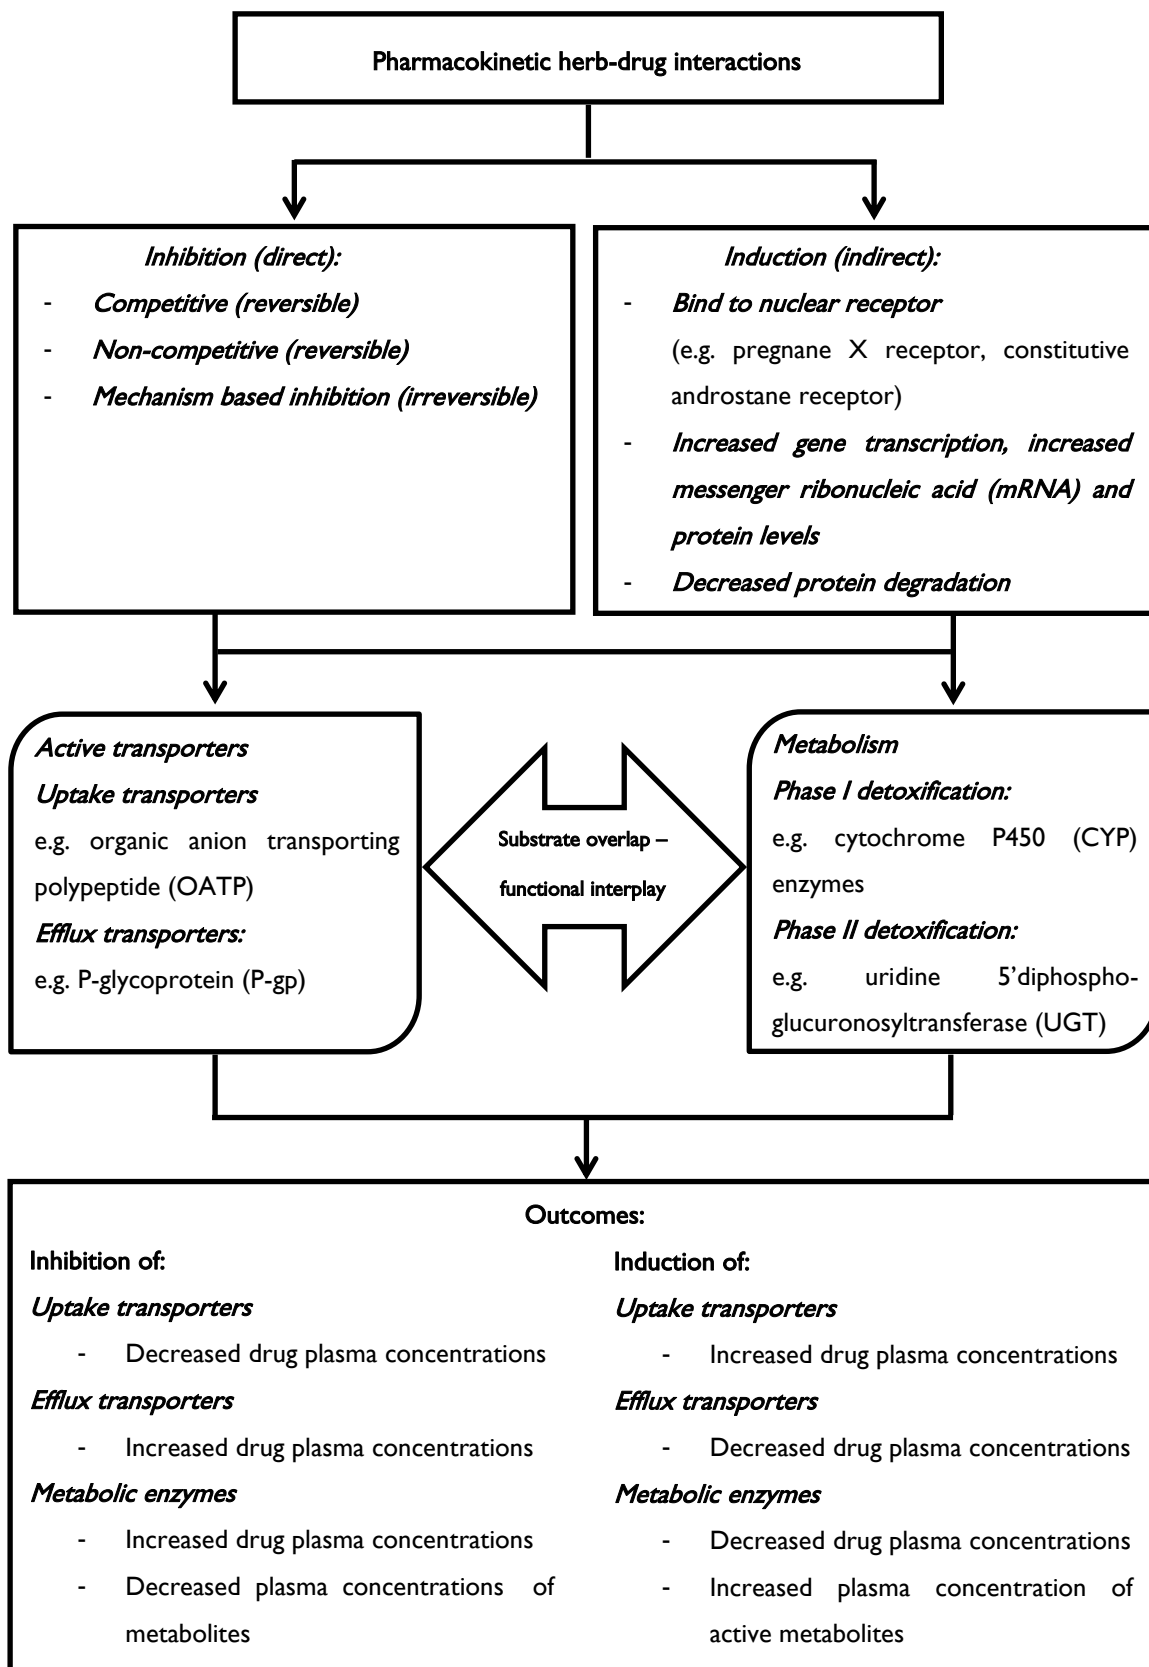 Pharmacokinetic herb-drug interactions
Inhibition (direct):
- Competitive (reversible)
- Non-competitive (reversible)
- Mechanism based inhibition (irreversible)
Induction (indirect):
- Bind to nuclear receptor
(e.g. pregnane X receptor, constitutive
androstane receptor)
- Increased gene transcription, increased
messenger ribonucleic acid (mRNA) and
protein levels
- Decreased protein degradation
Active transporters
Uptake transporters
e.g. organic anion transporting
polypeptide (OATP)
Efflux transporters:
e.g. P-glycoprotein (P-gp)
Substrate overlap –
functional interplay
Metabolism
Phase I detoxification:
e.g. cytochrome P450 (CYP)
enzymes
Phase II detoxification:
e.g. uridine 5’diphospho-
glucuronosyltransferase (UGT)
Outcomes:
Inhibition of:
Uptake transporters
- Decreased drug plasma concentrations
Efflux transporters
- Increased drug plasma concentrations
Metabolic enzymes
- Increased drug plasma concentrations
- Decreased plasma concentrations of
metabolites
Induction of:
Uptake transporters
- Increased drug plasma concentrations
Efflux transporters
- Decreased drug plasma concentrations
Metabolic enzymes
- Decreased drug plasma concentrations
- Increased plasma concentration of
active metabolites